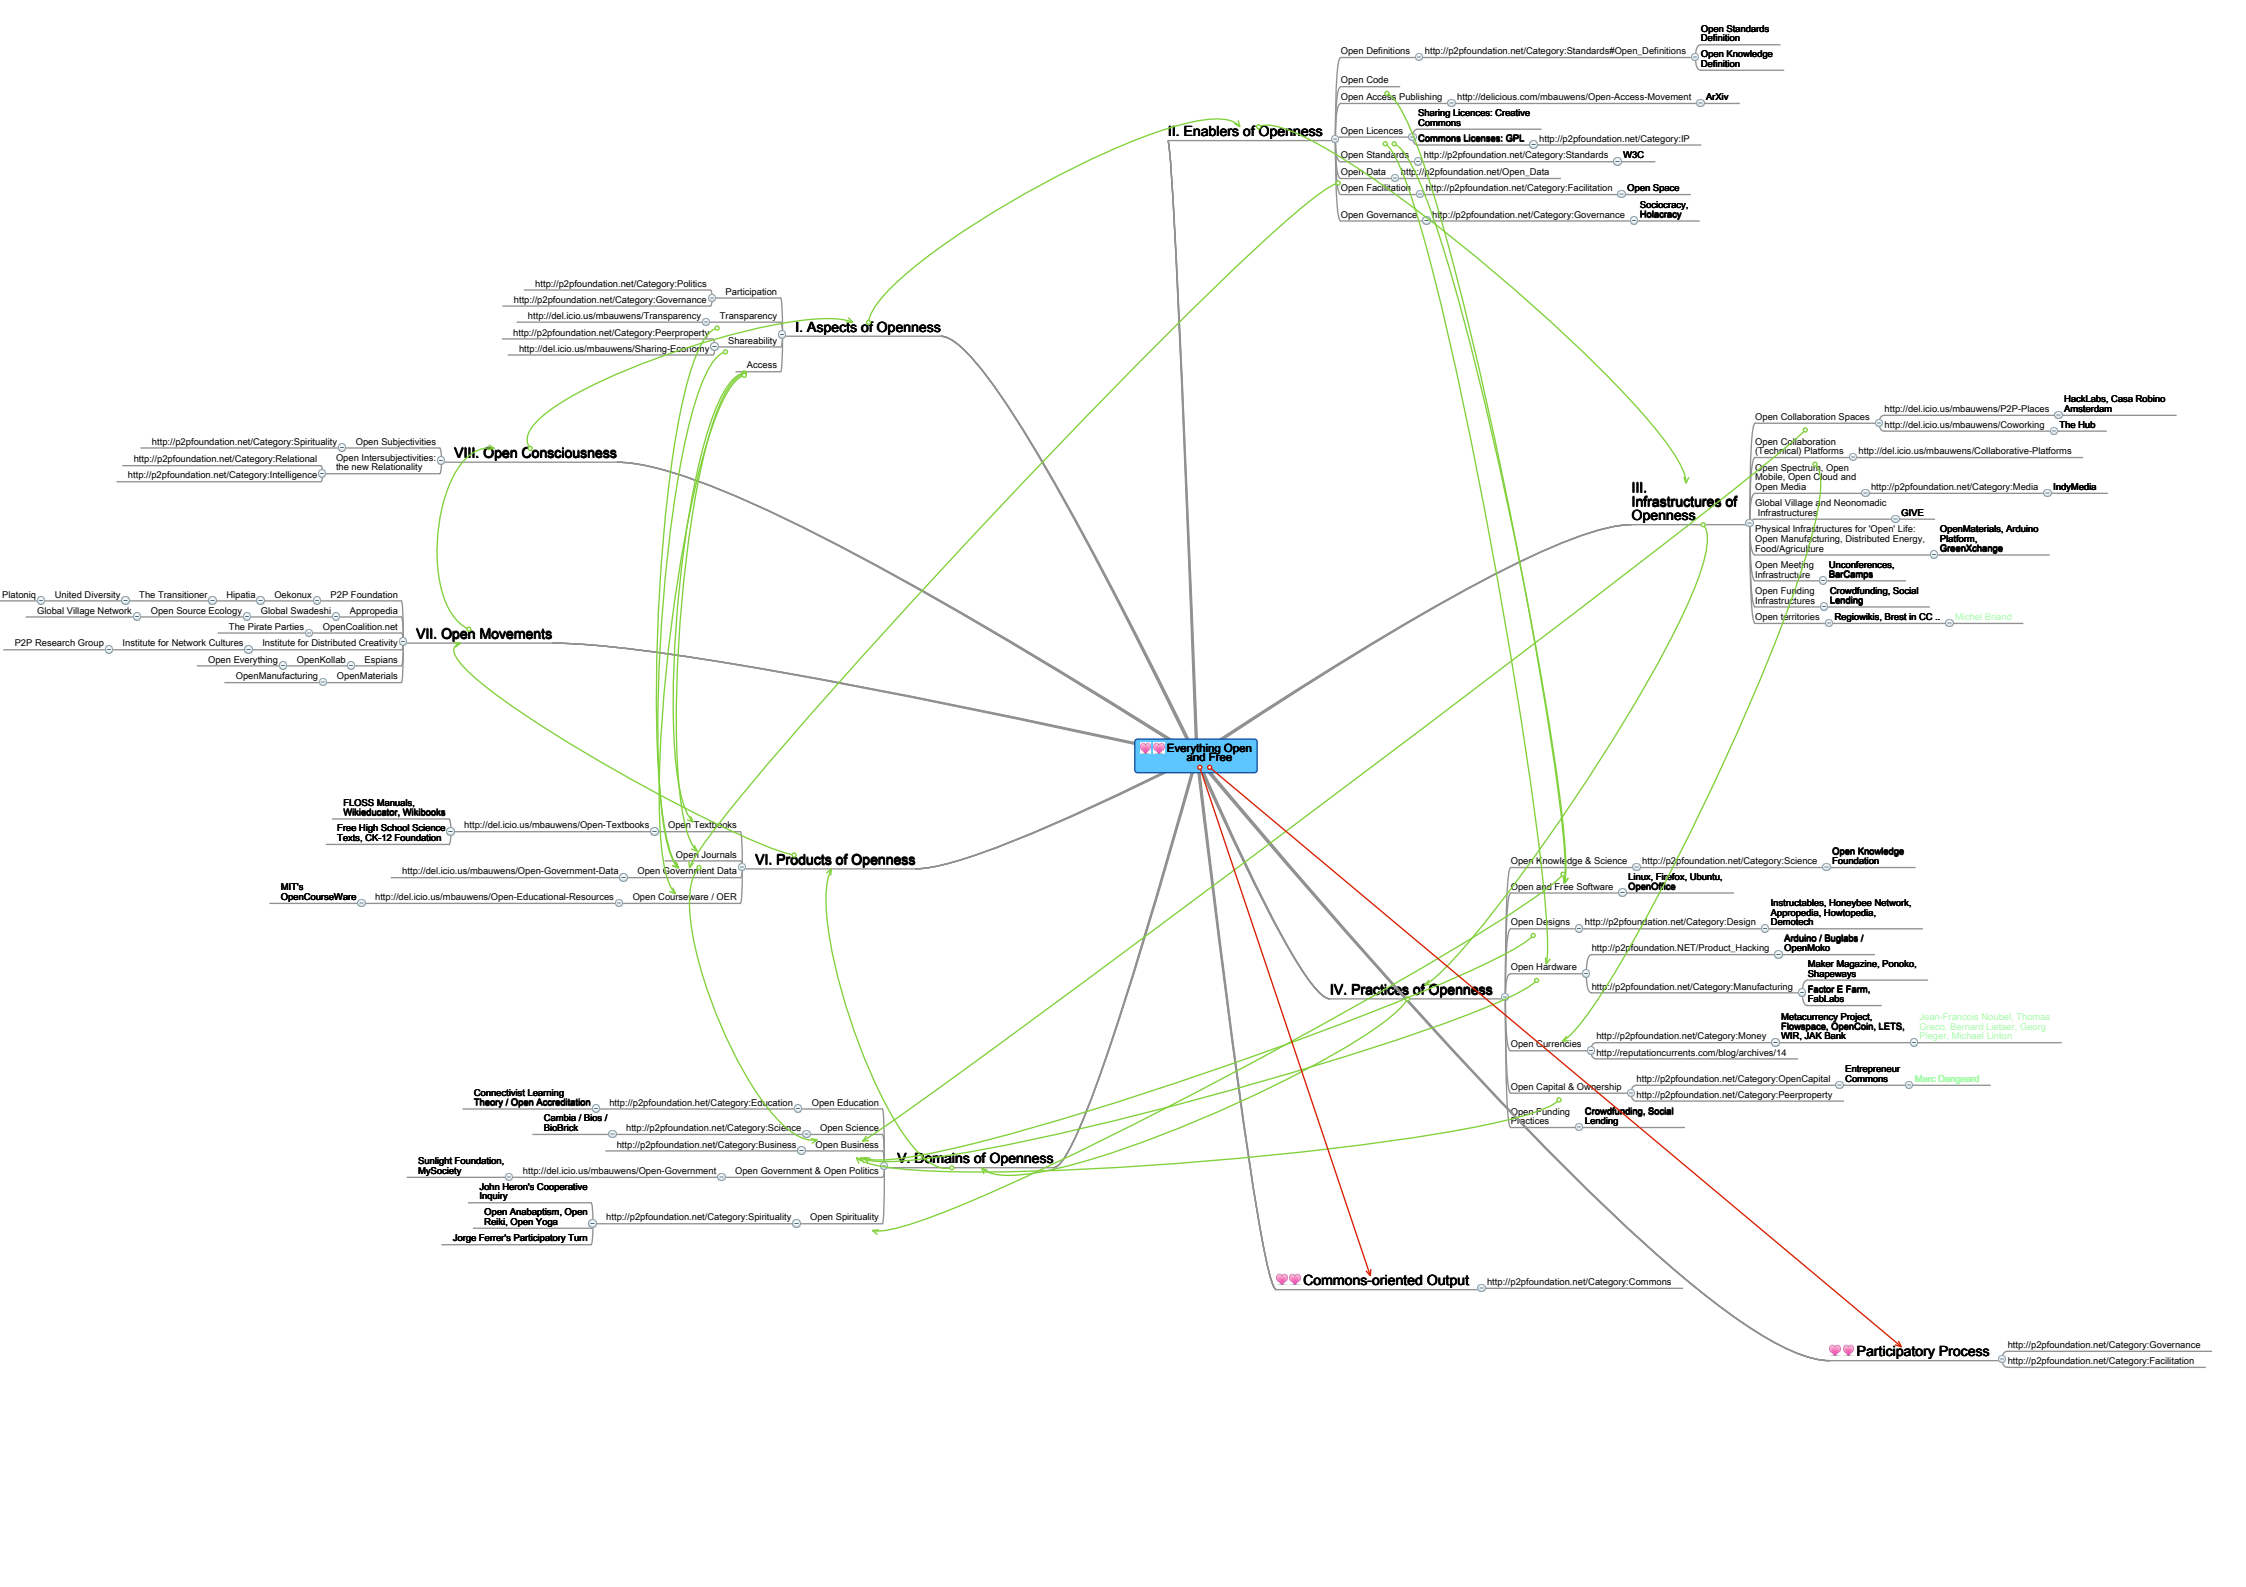 Everything Open
and Free
I. Aspects of Openness
Participation
http://p2pfoundation.net/Category:Politics
http://p2pfoundation.net/Category:Governance
Transparency
http://del.icio.us/mbauwens/Transparency
Shareability
http://p2pfoundation.net/Category:Peerproperty
http://del.icio.us/mbauwens/Sharing-Economy
Access
II. Enablers of Openness
Open Definitions
http://p2pfoundation.net/Category:Standards#Open_Definitions
Open Standards
Definition
Open Knowledge
Definition
Open Code
Open Access Publishing
http://delicious.com/mbauwens/Open-Access-Movement
ArXiv
Open Licences
Sharing Licences: Creative
Commons
Commons Licenses: GPL
http://p2pfoundation.net/Category:IP
Open Standards
http://p2pfoundation.net/Category:Standards
W3C
Open Data
http://p2pfoundation.net/Open_Data
Open Facilitation
http://p2pfoundation.net/Category:Facilitation
Open Space
Open Governance
http://p2pfoundation.net/Category:Governance
Sociocracy,
Holacracy
III.
Infrastructures of
Openness
Open Collaboration Spaces
http://del.icio.us/mbauwens/P2P-Places
HackLabs, Casa Robino
Amsterdam
http://del.icio.us/mbauwens/Coworking
The Hub
Open Collaboration
(Technical) Platforms
http://del.icio.us/mbauwens/Collaborative-Platforms
Open Spectrum, Open
Mobile, Open Cloud and
Open Media
http://p2pfoundation.net/Category:Media
IndyMedia
Global Village and Neonomadic
Infrastructures
GIVE
Physical Infrastructures for 'Open' Life:
Open Manufacturing, Distributed Energy,
Food/Agriculture
OpenMaterials, Arduino
Platform,
GreenXchange
Open Meeting
Infrastructure
Unconferences,
BarCamps
Open Funding
Infrastructures
Crowdfunding, Social
Lending
Open territories
Regiowikis, Brest in CC ..
Michel Briand
IV. Practices of Openness
Open Knowledge & Science
http://p2pfoundation.net/Category:Science
Open Knowledge
Foundation
Open and Free Software
Linux, Firefox, Ubuntu,
OpenOffice
Open Designs
http://p2pfoundation.net/Category:Design
Instructables, Honeybee Network,
Appropedia, Howtopedia,
Demotech
Open Hardware
http://p2pfoundation.NET/Product_Hacking
Arduino / Buglabs /
OpenMoko
http://p2pfoundation.net/Category:Manufacturing
Maker Magazine, Ponoko,
Shapeways
Factor E Farm,
FabLabs
Open Currencies
http://p2pfoundation.net/Category:Money
Metacurrency Project,
Flowspace, OpenCoin, LETS,
WIR, JAK Bank
Jean-Francois Noubel, Thomas
Greco, Bernard Lietaer, Georg
Pleger, Michael Linton
http://reputationcurrents.com/blog/archives/14
Open Capital & Ownership
http://p2pfoundation.net/Category:OpenCapital
Entrepreneur
Commons
Marc Dangeard
http://p2pfoundation.net/Category:Peerproperty
Open Funding
Practices
Crowdfunding, Social
Lending
V. Domains of Openness
Open Education
http://p2pfoundation.net/Category:Education
Connectivist Learning
Theory / Open Accreditation
Open Science
http://p2pfoundation.net/Category:Science
Cambia / Bios /
BioBrick
Open Business
http://p2pfoundation.net/Category:Business
Open Government & Open Politics
http://del.icio.us/mbauwens/Open-Government
Sunlight Foundation,
MySociety
Open Spirituality
http://p2pfoundation.net/Category:Spirituality
John Heron's Cooperative
Inquiry
Open Anabaptism, Open
Reiki, Open Yoga
Jorge Ferrer's Participatory Turn
VI. Products of Openness
Open Textbooks
http://del.icio.us/mbauwens/Open-Textbooks
FLOSS Manuals,
Wikieducator, Wikibooks
Free High School Science
Texts, CK-12 Foundation
Open Journals
Open Government Data
http://del.icio.us/mbauwens/Open-Government-Data
Open Courseware / OER
http://del.icio.us/mbauwens/Open-Educational-Resources
MIT's
OpenCourseWare
VII. Open Movements
P2P Foundation
Oekonux
Hipatia
The Transitioner
United Diversity
Platoniq
Appropedia
Global Swadeshi
Open Source Ecology
Global Village Network
OpenCoalition.net
The Pirate Parties
Institute for Distributed Creativity
Institute for Network Cultures
P2P Research Group
Espians
OpenKollab
Open Everything
OpenMaterials
OpenManufacturing
VIII. Open Consciousness
Open Subjectivities
http://p2pfoundation.net/Category:Spirituality
Open Intersubjectivities:
the new Relationality
http://p2pfoundation.net/Category:Relational
http://p2pfoundation.net/Category:Intelligence
Commons-oriented Output
http://p2pfoundation.net/Category:Commons
Participatory Process
http://p2pfoundation.net/Category:Governance
http://p2pfoundation.net/Category:Facilitation